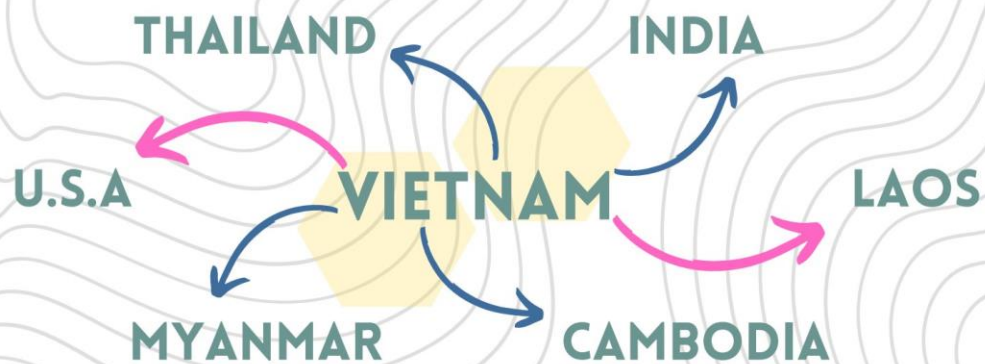 THAILAND
INDIA
U.S.A
VIETNAM
LAOS
MYANMAR
CAMBODIA